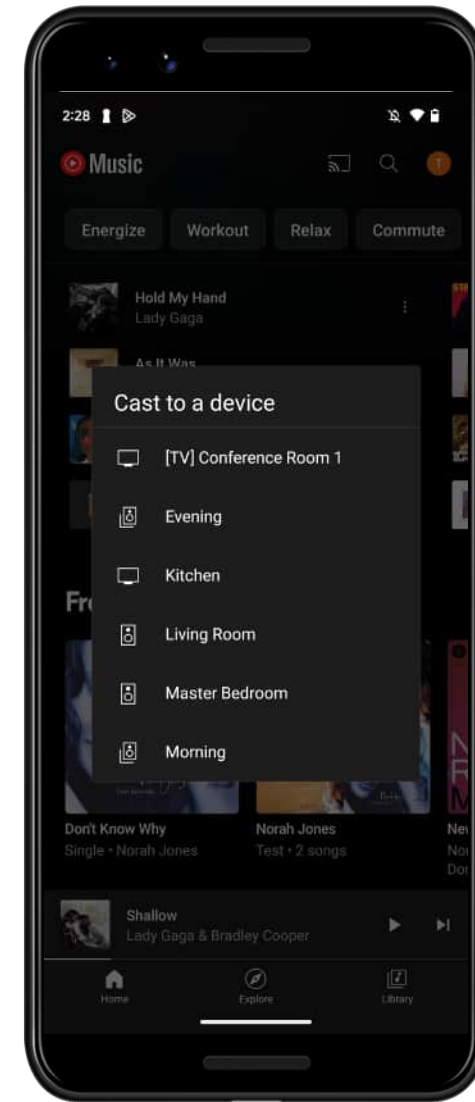 2:28
Music
Energize Workout Relax Commute
Hold My Hand
Lady Gaga
As It Was
Cast to a device
[TV] Conference Room 1
Evening
Kitchen
Living Room
Master Bedroom
Morning
Don't Know Why
Single • Norah Jones
Norah Jones
Test • 2 songs
Shallow
Lady Gaga & Bradley Cooper
Home Explore Library